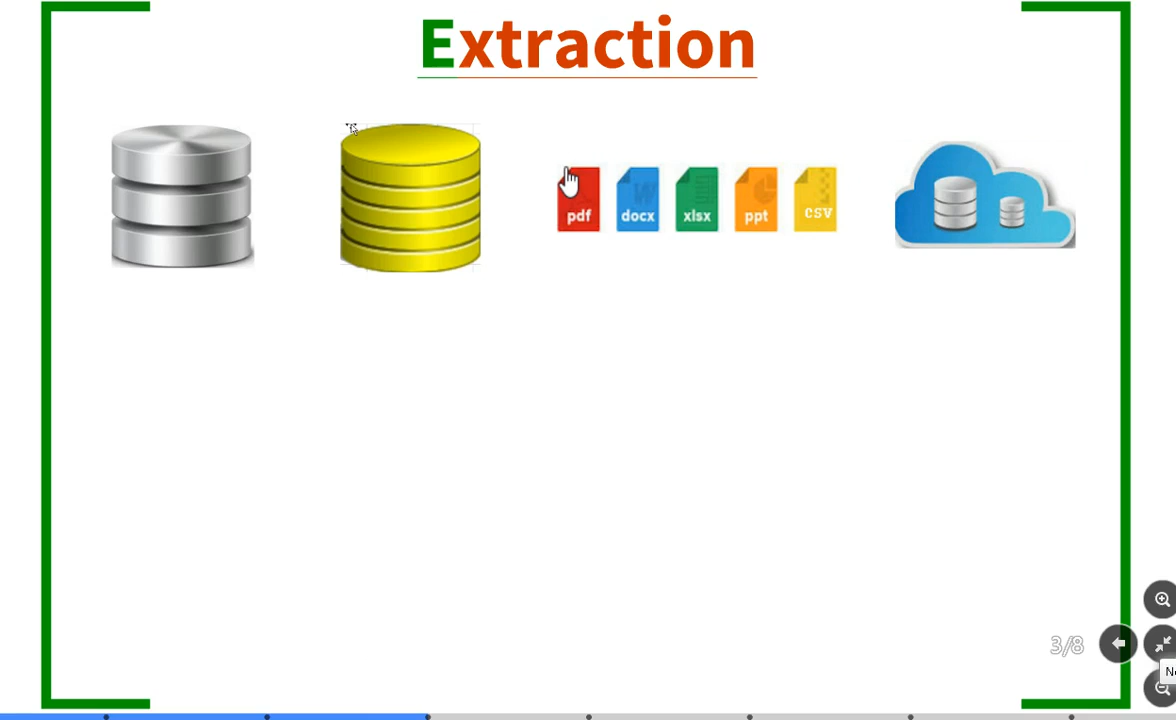 Extraction
pdf docx xlsx ppt csv
3/8